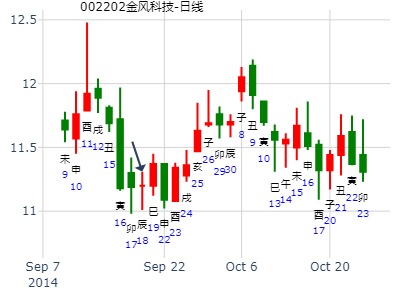 002202金风科技-日线
12.5
12
11.5
11
未
9
申
10
酉
11
戌
12
丑
15
寅
16
卯
17
辰
18
巳
19
申
22
酉
23
戌
24
亥
25
子
26
卯
29
辰
30
子
8
丑
9
寅
10
巳
13
午
14
未
15
申
16
酉
17
子
20
丑
21
寅
22
卯
23
Sep 7
2014
Sep 22
Oct 6
Oct 20